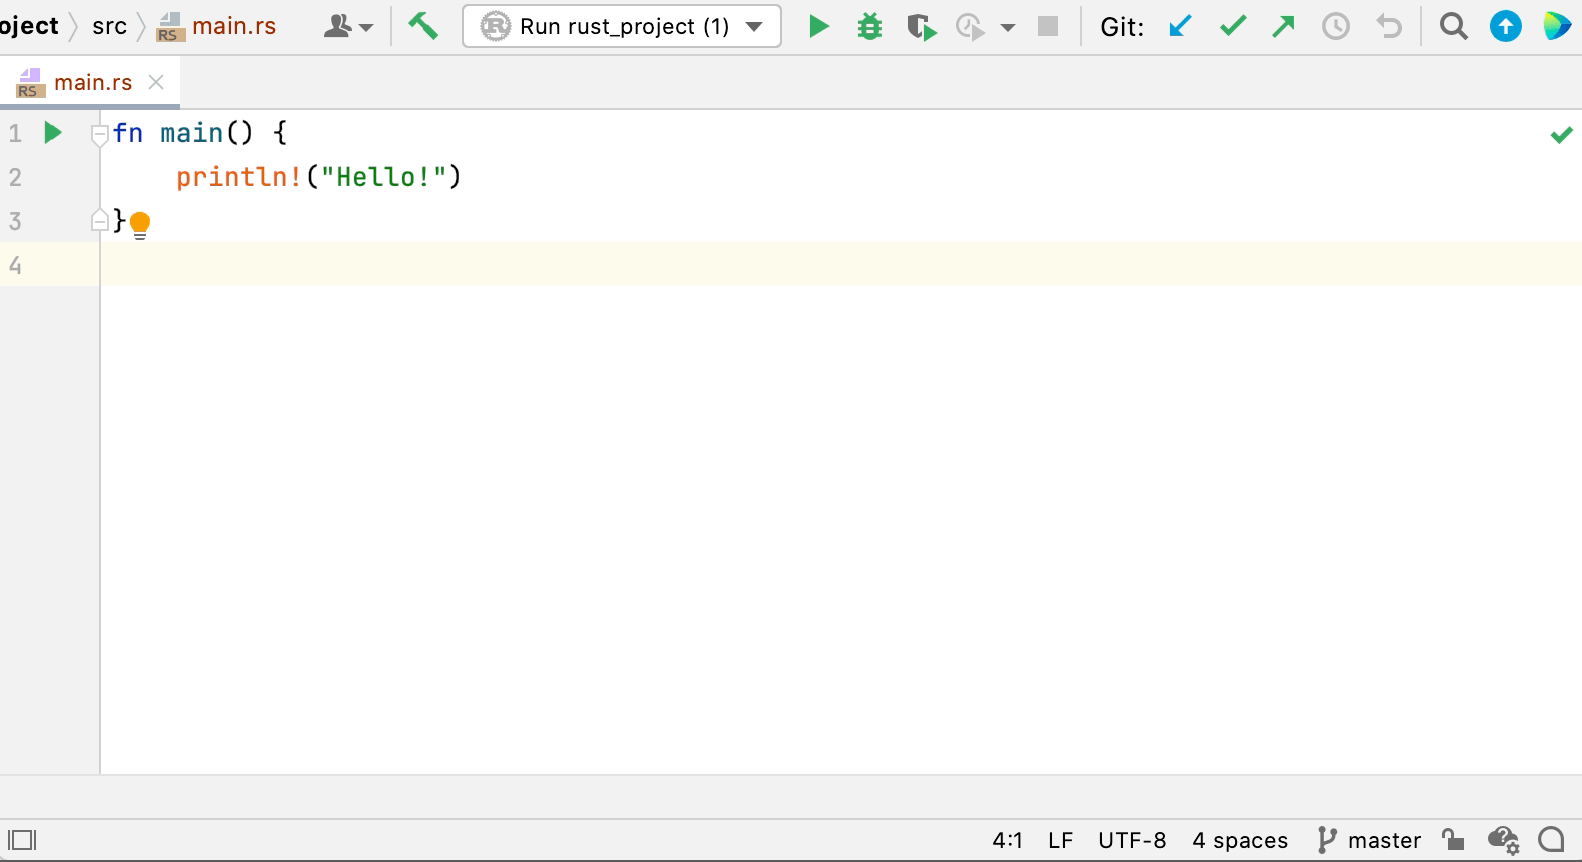 oject src RS main.rs Run rust_project (1) Git:
RS main.rs
1 fn main() {
2 println!("Hello!")
3 }
4
4:1 LF UTF-8 4 spaces master